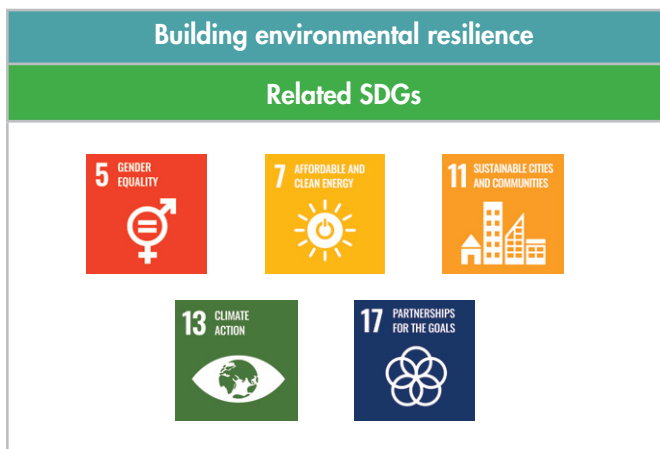 Building environmental resilience
Related SDGs
5 GENDER
EQUALITY
7 AFFORDABLE AND
CLEAN ENERGY
11 SUSTAINABLE CITIES
AND COMMUNITIES
13 CLIMATE
ACTION
17 PARTNERSHIPS
FOR THE GOALS